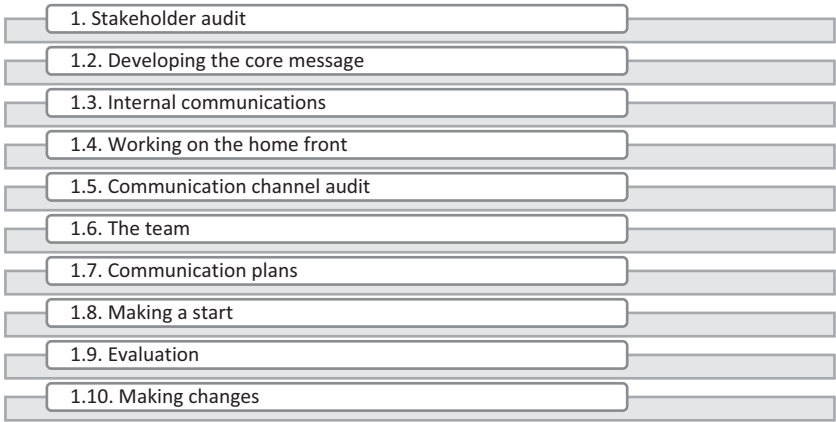 1. Stakeholder audit
1.2. Developing the core message
1.3. Internal communications
1.4. Working on the home front
1.5. Communication channel audit
1.6. The team
1.7. Communication plans
1.8. Making a start
1.9. Evaluation
1.10. Making changes